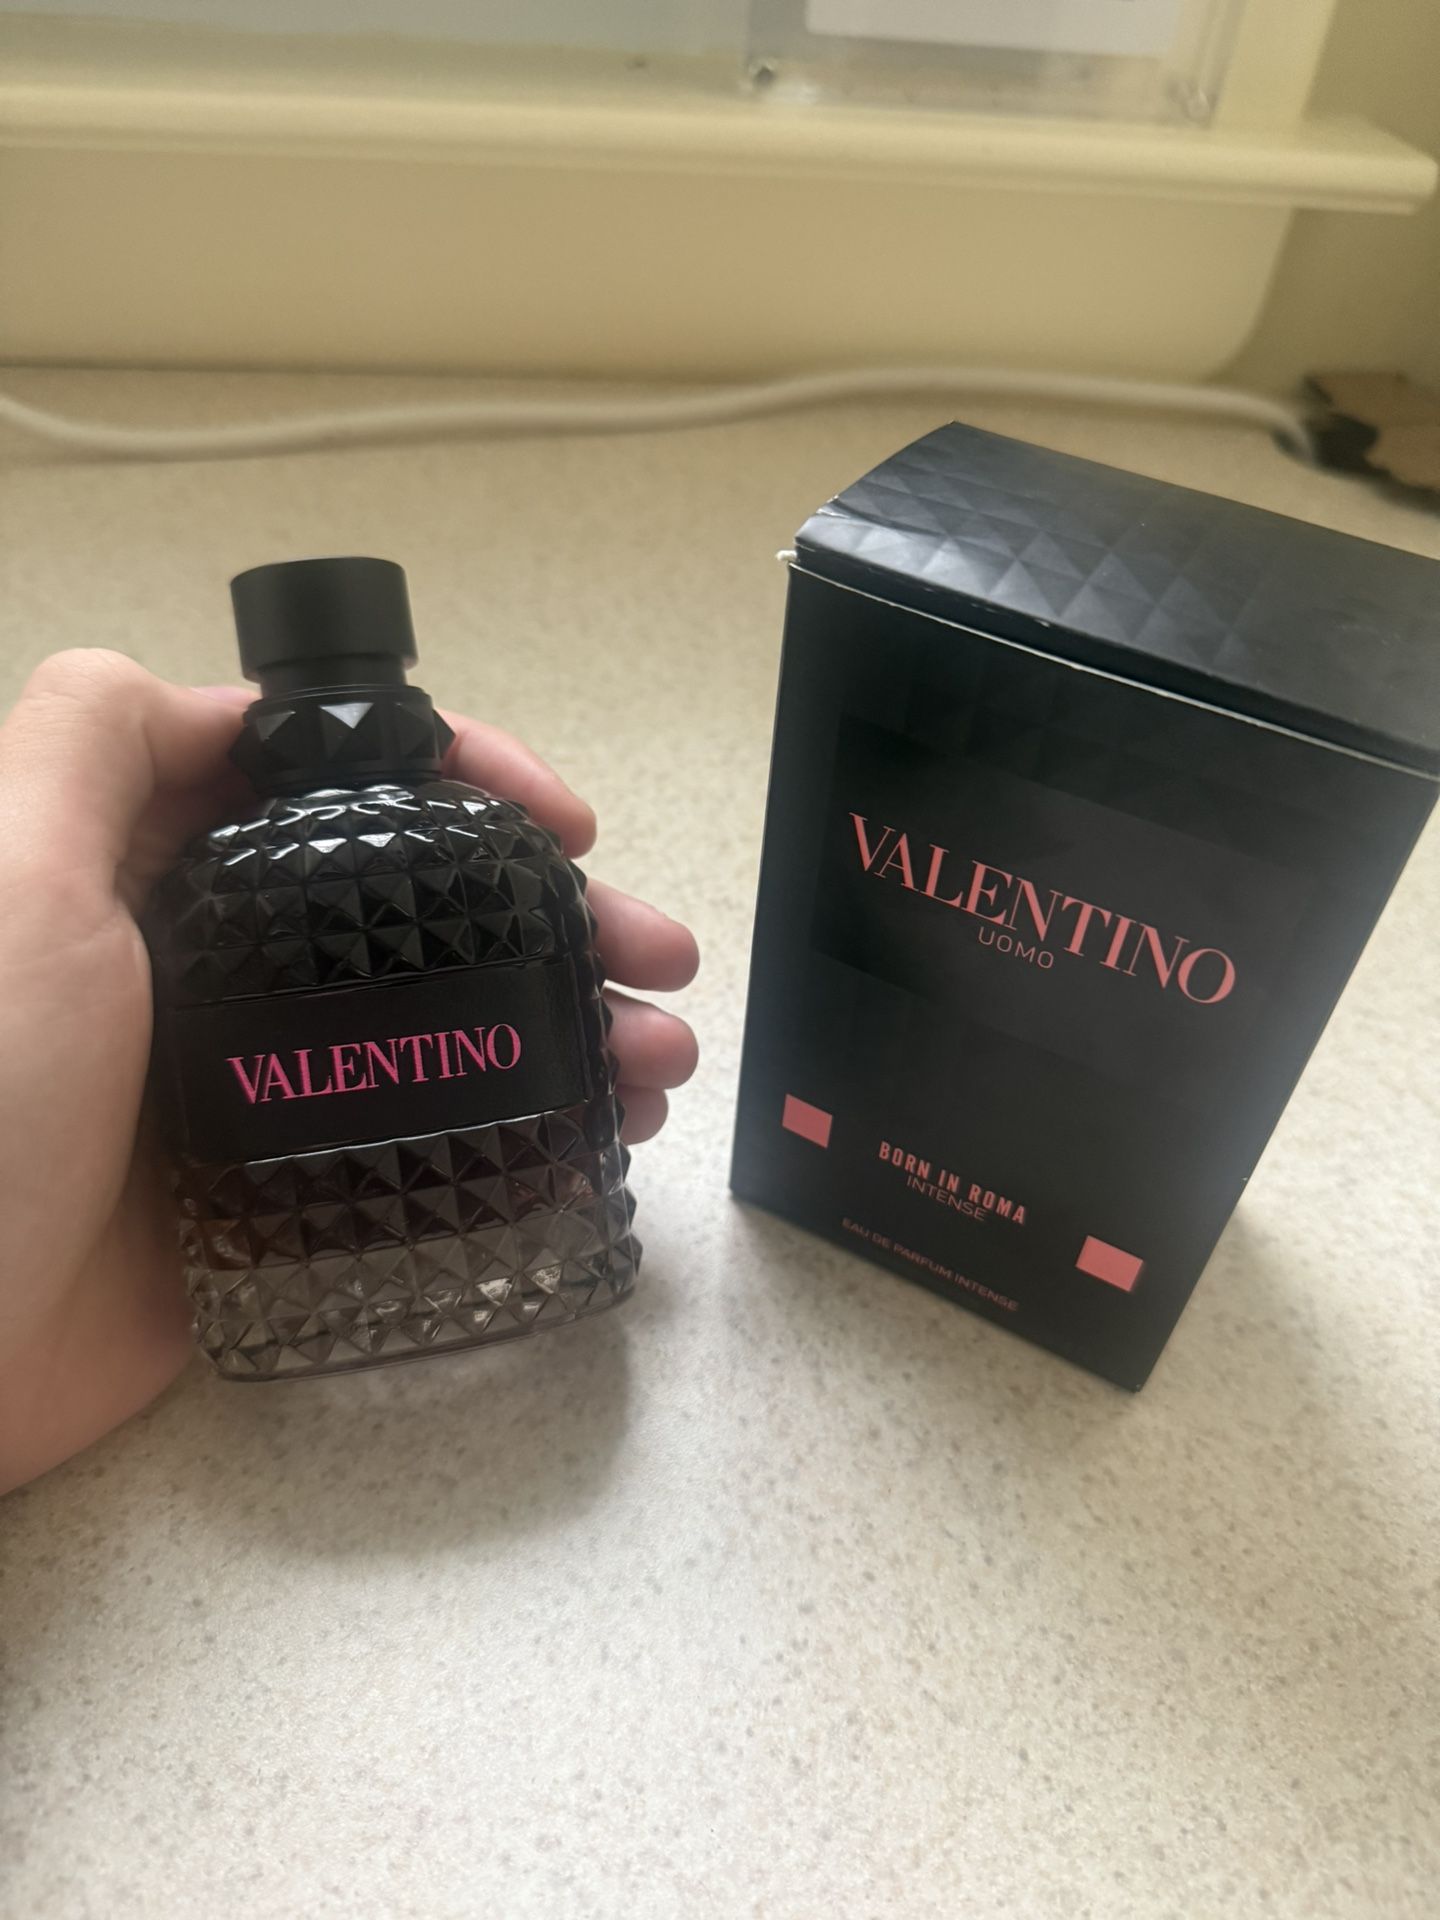 VALENTINO
VALENTINO
UOMO
BORN IN ROMA
INTENSE
EAU DE PARFUM INTENSE